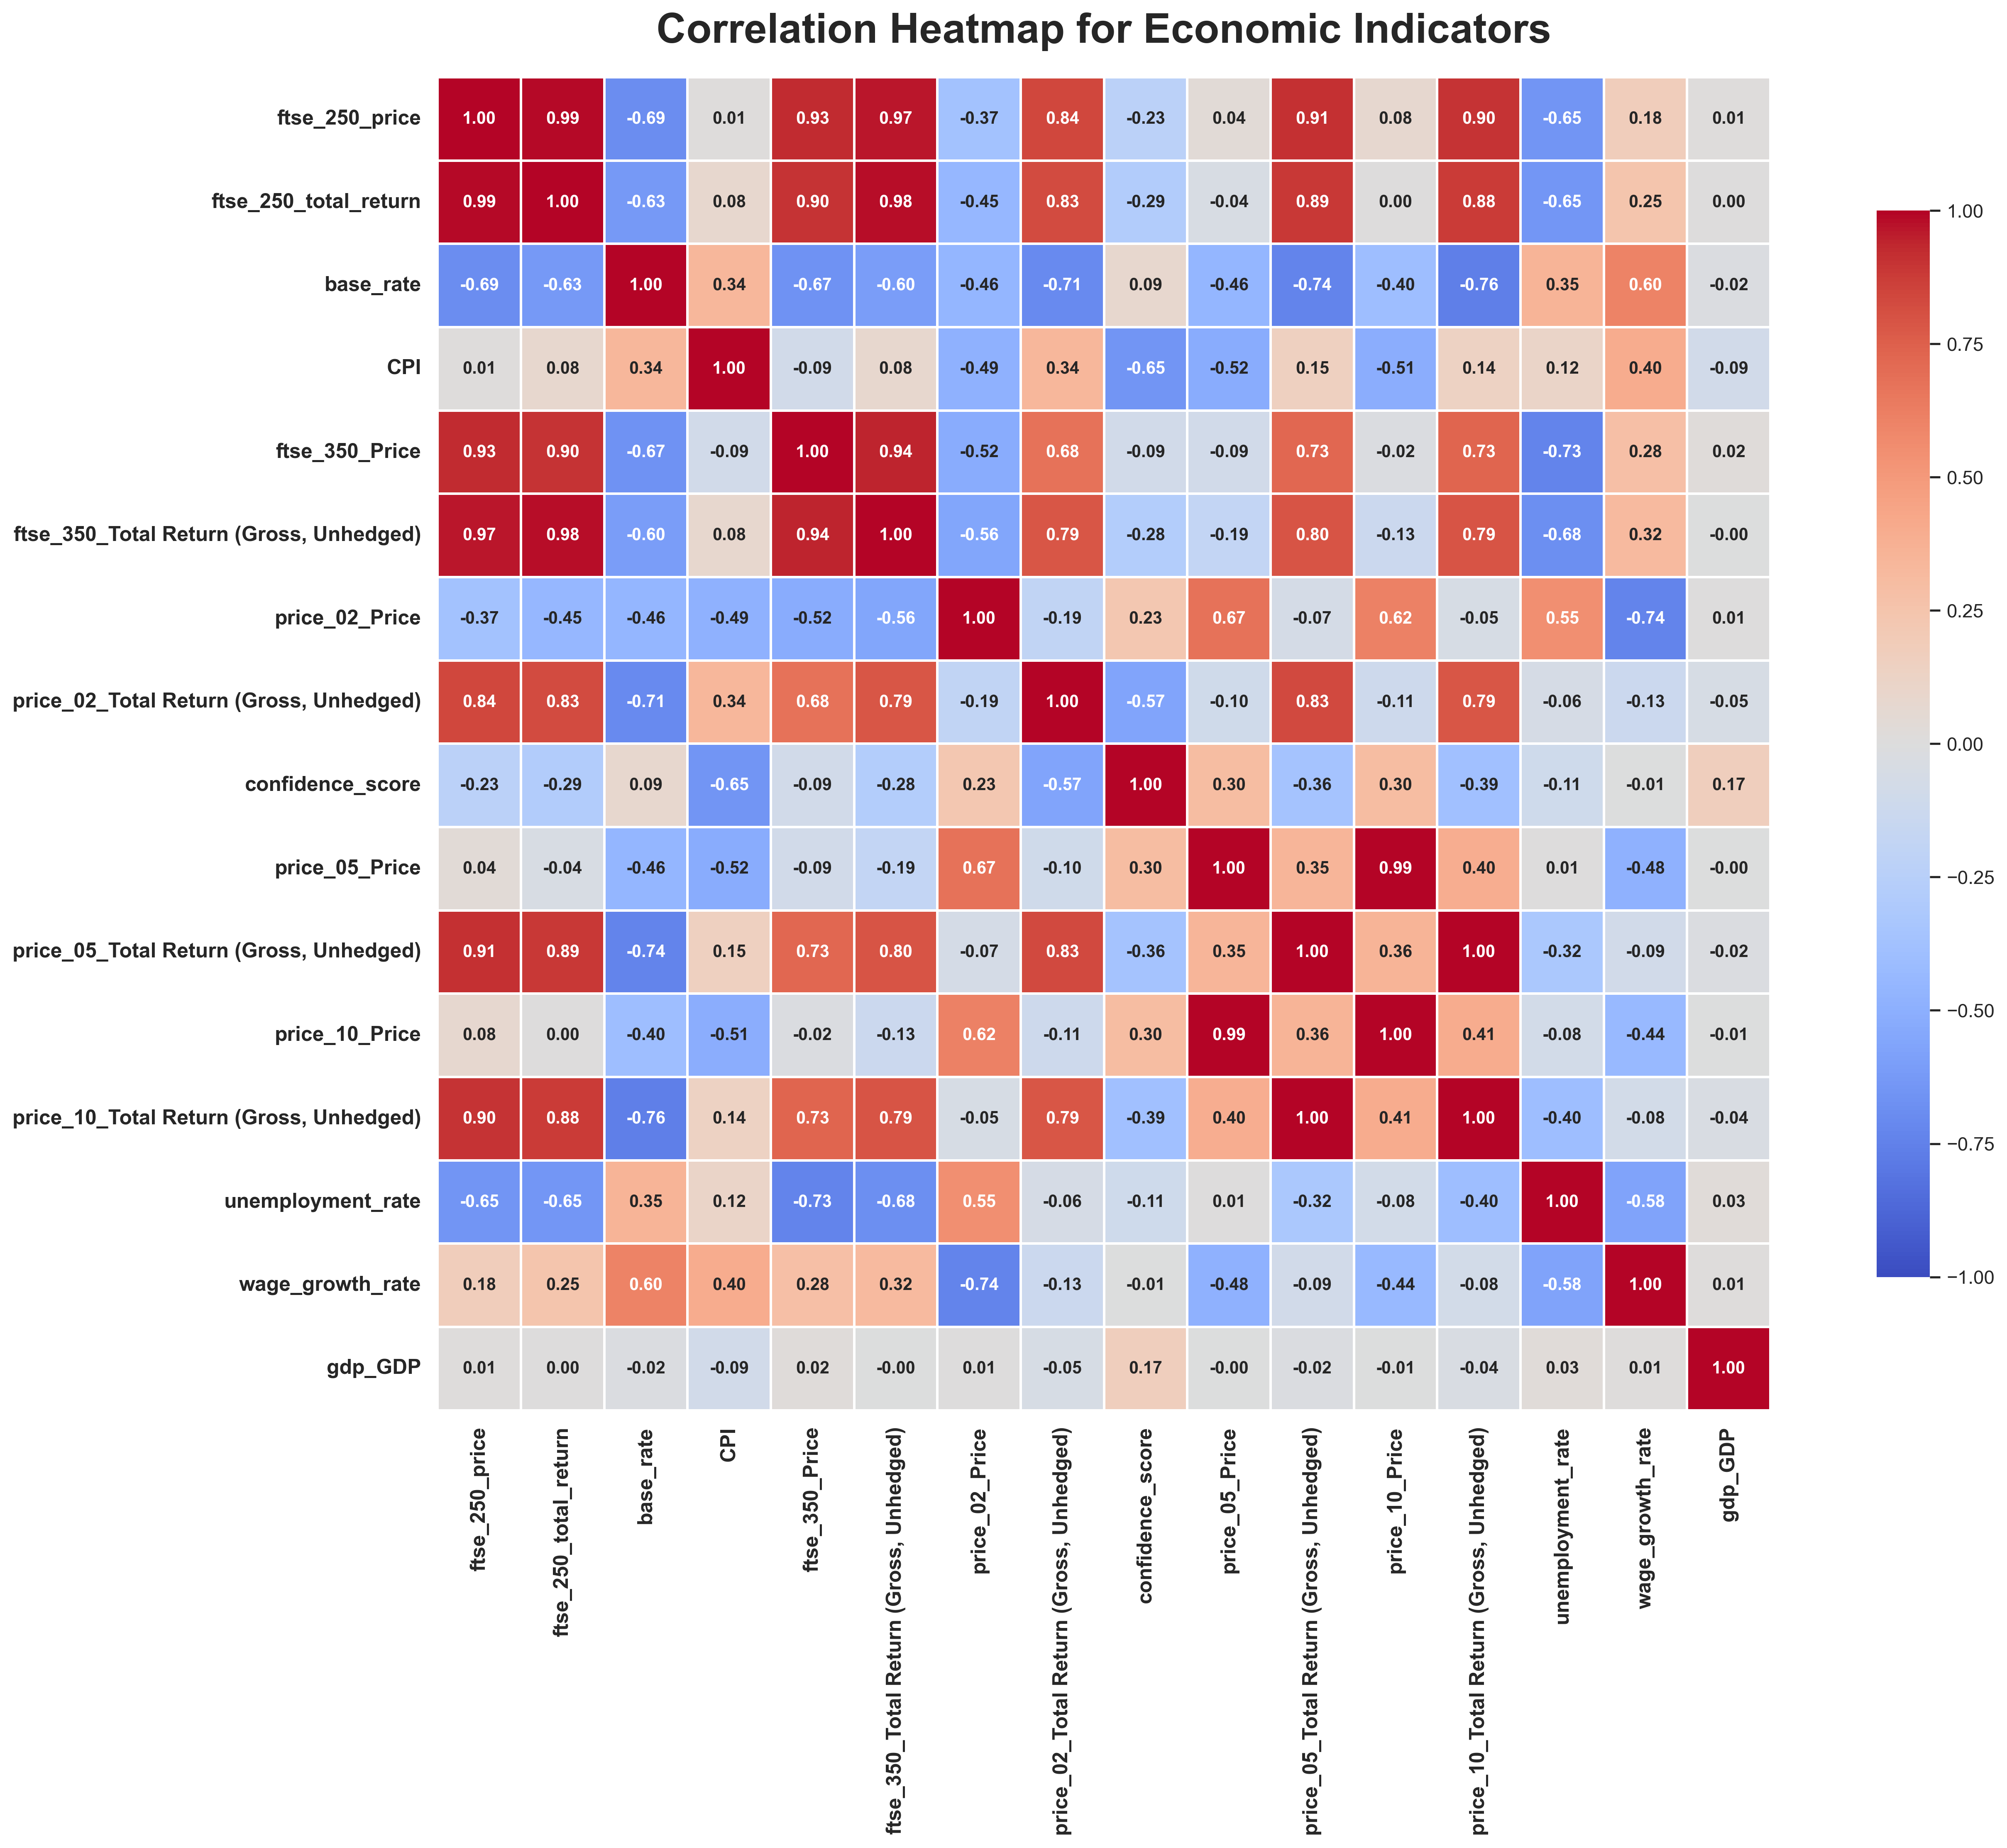 Correlation Heatmap for Economic Indicators
ftse_250_price 1.00 0.99 -0.69 0.01 0.93 0.97 -0.37 0.84 -0.23 0.04 0.91 0.08 0.90 -0.65 0.18 0.01
ftse_250_total_return 0.99 1.00 -0.63 0.08 0.90 0.98 -0.45 0.83 -0.29 -0.04 0.89 0.00 0.88 -0.65 0.25 0.00
base_rate -0.69 -0.63 1.00 0.34 -0.67 -0.60 -0.46 -0.71 0.09 -0.46 -0.74 -0.40 -0.76 0.35 0.60 -0.02
CPI 0.01 0.08 0.34 1.00 -0.09 0.08 -0.49 0.34 -0.65 -0.52 0.15 -0.51 0.14 0.12 0.40 -0.09
ftse_350_Price 0.93 0.90 -0.67 -0.09 1.00 0.94 -0.52 0.68 -0.09 -0.09 0.73 -0.02 0.73 -0.73 0.28 0.02
ftse_350_Total Return (Gross, Unhedged) 0.97 0.98 -0.60 0.08 0.94 1.00 -0.56 0.79 -0.28 -0.19 0.80 -0.13 0.79 -0.68 0.32 -0.00
price_02_Price -0.37 -0.45 -0.46 -0.49 -0.52 -0.56 1.00 -0.19 0.23 0.67 -0.07 0.62 -0.05 0.55 -0.74 0.01
price_02_Total Return (Gross, Unhedged) 0.84 0.83 -0.71 0.34 0.68 0.79 -0.19 1.00 -0.57 -0.10 0.83 -0.11 0.79 -0.06 -0.13 -0.05
confidence_score -0.23 -0.29 0.09 -0.65 -0.09 -0.28 0.23 -0.57 1.00 0.30 -0.36 0.30 -0.39 -0.11 -0.01 0.17
price_05_Price 0.04 -0.04 -0.46 -0.52 -0.09 -0.19 0.67 -0.10 0.30 1.00 0.35 0.99 0.40 0.01 -0.48 -0.00
price_05_Total Return (Gross, Unhedged) 0.91 0.89 -0.74 0.15 0.73 0.80 -0.07 0.83 -0.36 0.35 1.00 0.36 1.00 -0.32 -0.09 -0.02
price_10_Price 0.08 0.00 -0.40 -0.51 -0.02 -0.13 0.62 -0.11 0.30 0.99 0.36 1.00 0.41 -0.08 -0.44 -0.01
price_10_Total Return (Gross, Unhedged) 0.90 0.88 -0.76 0.14 0.73 0.79 -0.05 0.79 -0.39 0.40 1.00 0.41 1.00 -0.40 -0.08 -0.04
unemployment_rate -0.65 -0.65 0.35 0.12 -0.73 -0.68 0.55 -0.06 -0.11 0.01 -0.32 -0.08 -0.40 1.00 -0.58 0.03
wage_growth_rate 0.18 0.25 0.60 0.40 0.28 0.32 -0.74 -0.13 -0.01 -0.48 -0.09 -0.44 -0.08 -0.58 1.00 0.01
gdp_GDP 0.01 0.00 -0.02 -0.09 0.02 -0.00 0.01 -0.05 0.17 -0.00 -0.02 -0.01 -0.04 0.03 0.01 1.00
ftse_250_price
ftse_250_total_return
base_rate
CPI
ftse_350_Price
ftse_350_Total Return (Gross, Unhedged)
price_02_Price
price_02_Total Return (Gross, Unhedged)
confidence_score
price_05_Price
price_05_Total Return (Gross, Unhedged)
price_10_Price
price_10_Total Return (Gross, Unhedged)
unemployment_rate
wage_growth_rate
gdp_GDP
1.00
0.75
0.50
0.25
0.00
−0.25
−0.50
−0.75
−1.00